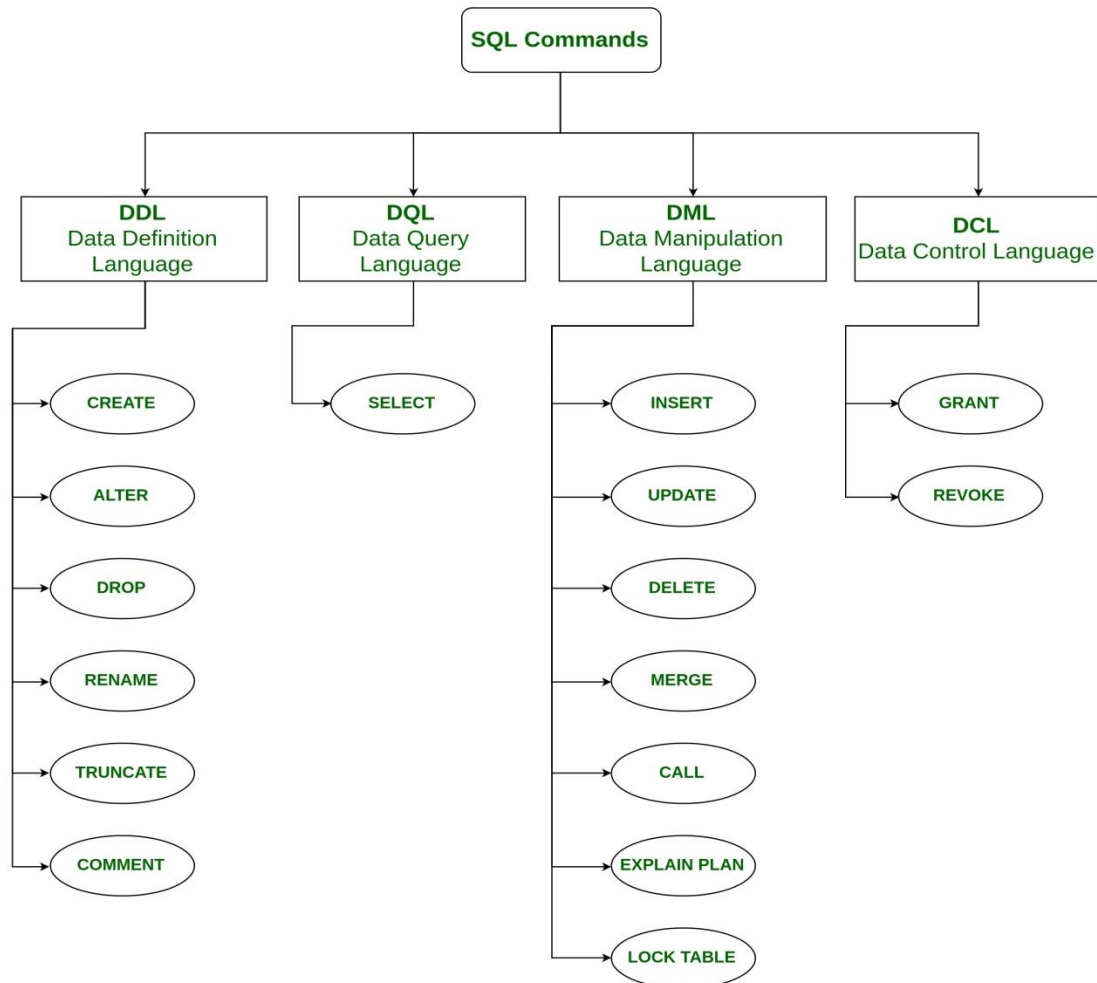 SQL Commands
DDL
Data Definition
Language
DQL
Data Query
Language
DML
Data Manipulation
Language
DCL
Data Control Language
CREATE
ALTER
DROP
RENAME
TRUNCATE
COMMENT
SELECT
INSERT
UPDATE
DELETE
MERGE
CALL
EXPLAIN PLAN
LOCK TABLE
GRANT
REVOKE